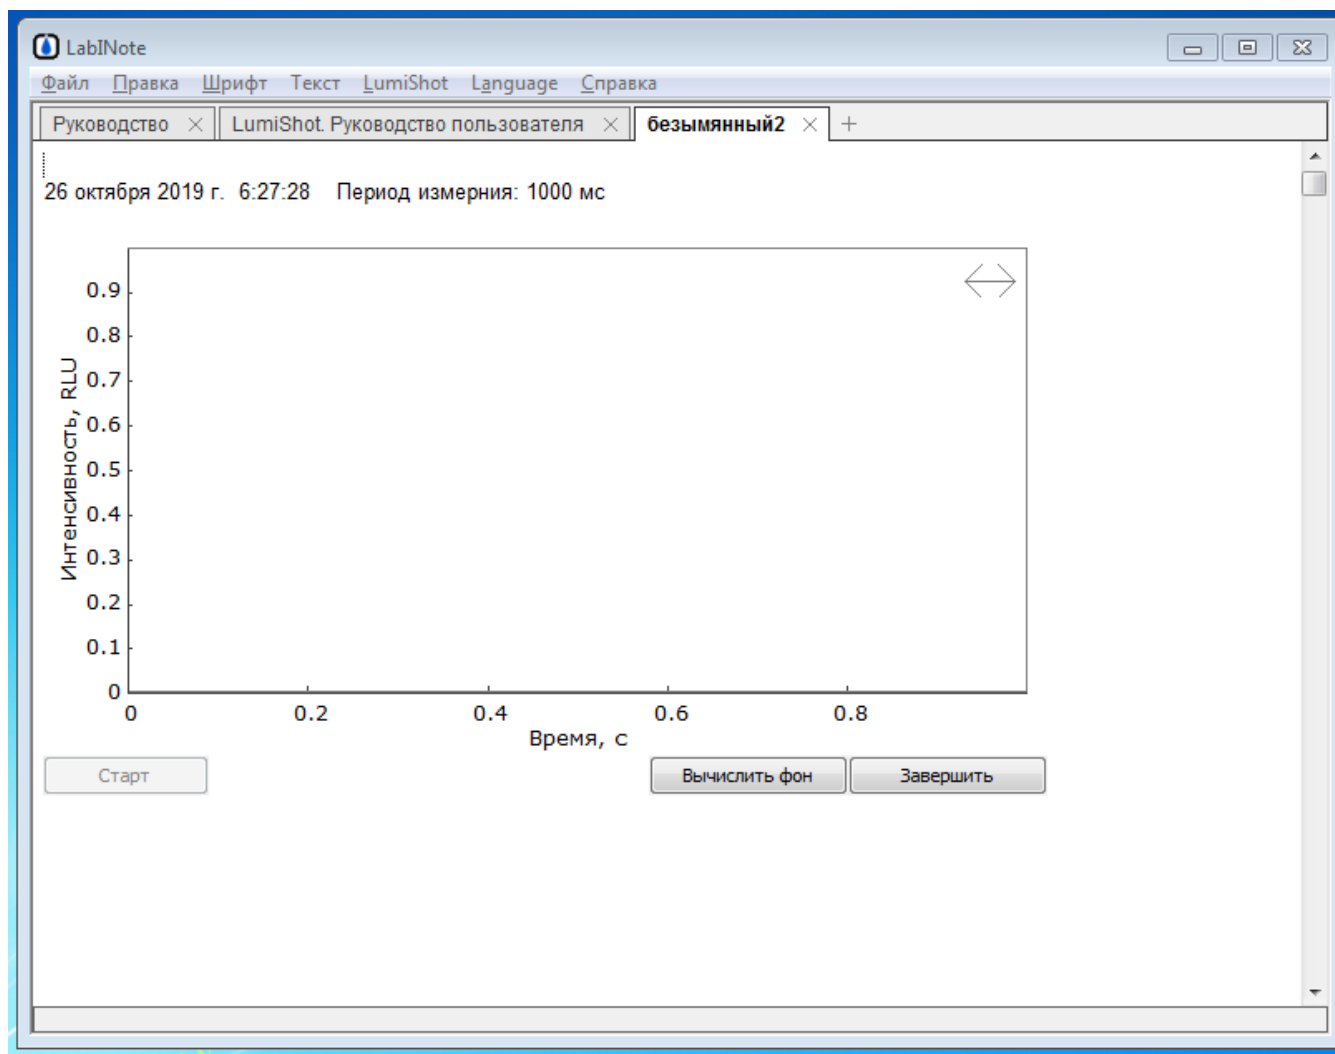 LabINote
Файл Правка Шрифт Текст LumiShot Language Справка
Руководство LumiShot. Руководство пользователя безымянный2
26 октября 2019 г. 6:27:28 Период измерния: 1000 мс
Интенсивность, RLU
0.9
0.8
0.7
0.6
0.5
0.4
0.3
0.2
0.1
0
0 0.2 0.4 0.6 0.8
Время, с
Старт Вычислить фон Завершить